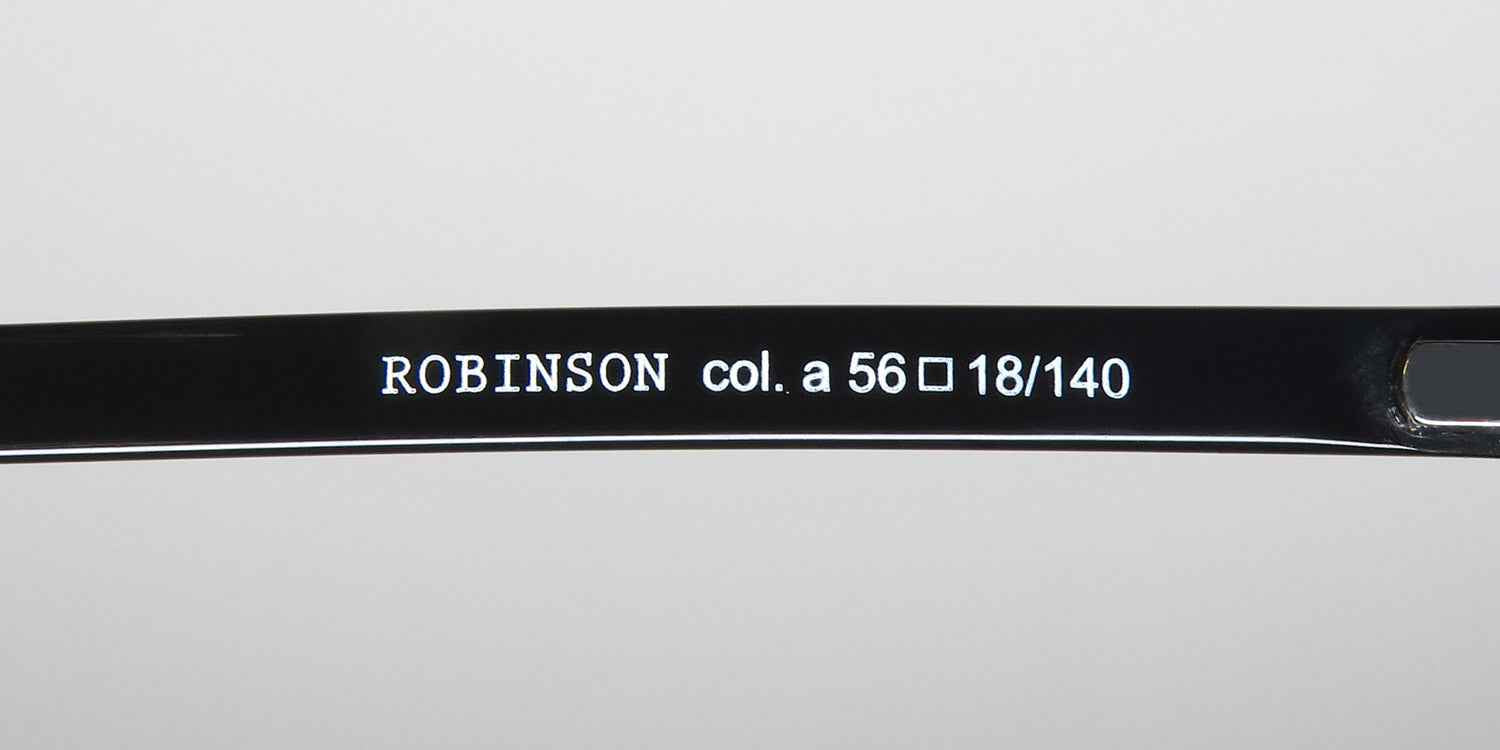 ROBINSON col. a 56□18/140